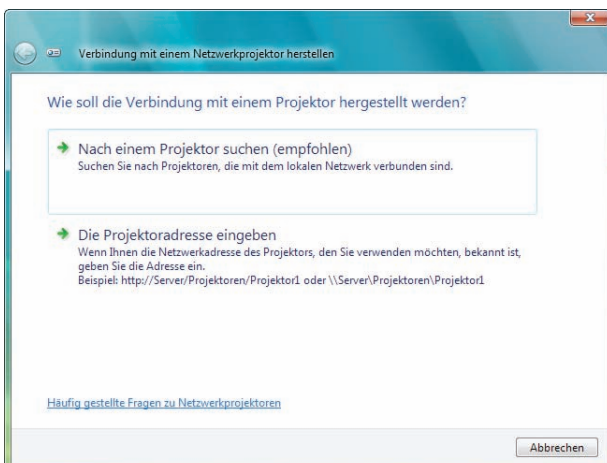 Verbindung mit einem Netzwerkprojektor herstellen
Wie soll die Verbindung mit einem Projektor hergestellt werden?
Nach einem Projektor suchen (empfohlen)
Suchen Sie nach Projektoren, die mit dem lokalen Netzwerk verbunden sind.
Die Projektoradresse eingeben
Wenn Ihnen die Netzwerkadresse des Projektors, den Sie verwenden möchten, bekannt ist,
geben Sie die Adresse ein.
Beispiel: http://Server/Projektoren/Projektor1 oder \\Server\Projektoren\Projektor1
Häufig gestellte Fragen zu Netzwerkprojektoren
Abbrechen